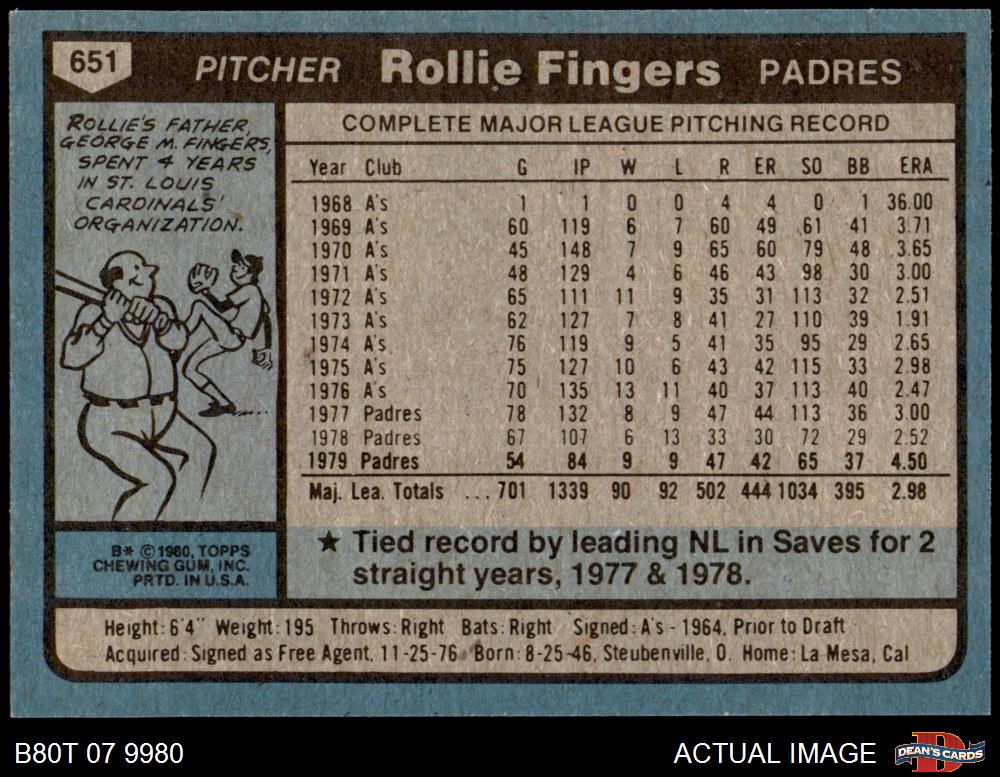 651 PITCHER Rollie Fingers PADRES
ROLLIE'S FATHER,
GEORGE M. FINGERS,
SPENT 4 YEARS
IN ST. LOUIS
CARDINALS'
ORGANIZATION.
COMPLETE MAJOR LEAGUE PITCHING RECORD
Year Club G IP W L R ER SO BB ERA
1968 A's 1 1 0 0 4 4 0 1 36.00
1969 A's 60 119 6 7 60 49 61 41 3.71
1970 A's 45 148 7 9 65 60 79 48 3.65
1971 A's 48 129 4 6 46 43 98 30 3.00
1972 A's 65 111 11 9 35 31 113 32 2.51
1973 A's 62 127 7 8 41 27 110 39 1.91
1974 A's 76 119 9 5 41 35 95 29 2.65
1975 A's 75 127 10 6 43 42 115 33 2.98
1976 A's 70 135 13 11 40 37 113 40 2.47
1977 Padres 78 132 8 9 47 44 113 36 3.00
1978 Padres 67 107 6 13 33 30 72 29 2.52
1979 Padres 54 84 9 9 47 42 65 37 4.50
Maj. Lea. Totals ... 701 1339 90 92 502 444 1034 395 2.98
★ Tied record by leading NL in Saves for 2
straight years, 1977 & 1978.
B* © 1980, TOPPS
CHEWING GUM, INC.
PRTD. IN U.S.A.
Height: 6'4" Weight: 195 Throws: Right Bats: Right Signed: A's - 1964, Prior to Draft
Acquired: Signed as Free Agent, 11-25-76 Born: 8-25-46, Steubenville, O. Home: La Mesa, Cal
B80T 07 9980
ACTUAL IMAGE
D
DEAN'S CARDS